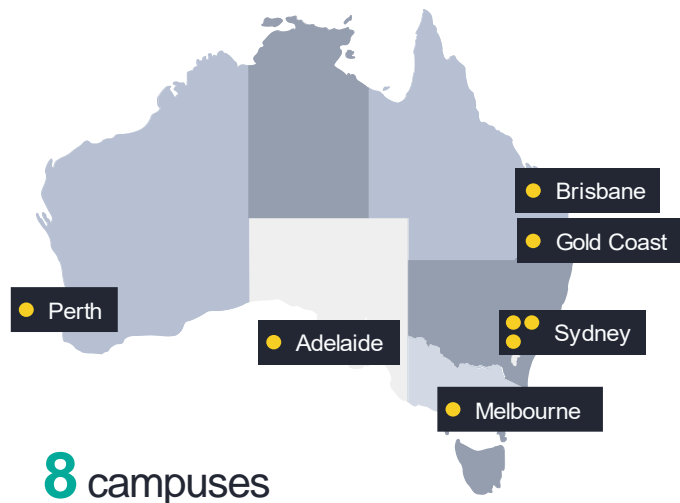 Brisbane
Gold Coast
Perth
Sydney
Adelaide
Melbourne
8 campuses